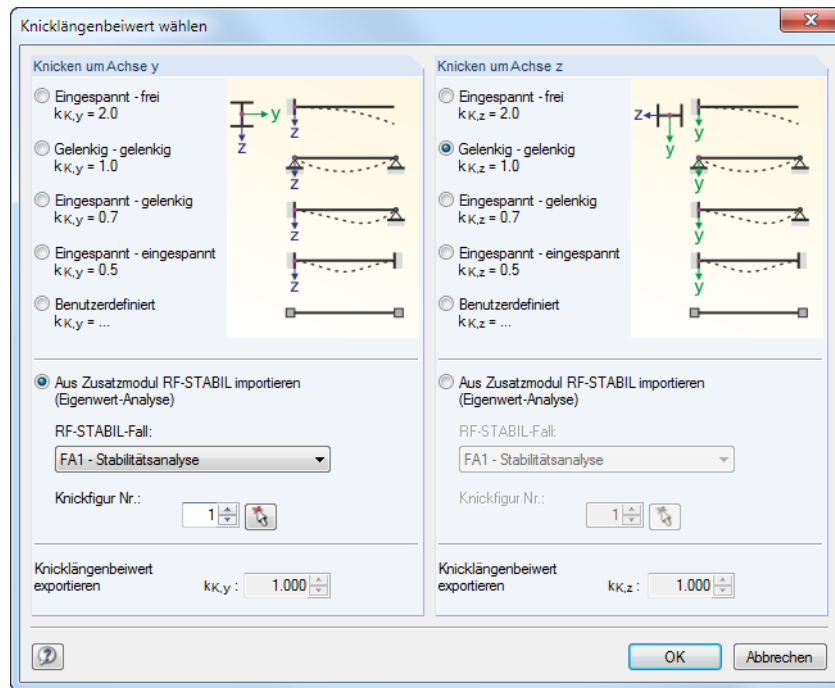 Knicklängenbeiwert wählen
Knicken um Achse y
Eingespannt - frei
kK,y = 2.0
Gelenkig - gelenkig
kK,y = 1.0
Eingespannt - gelenkig
kK,y = 0.7
Eingespannt - eingespannt
kK,y = 0.5
Benutzerdefiniert
kK,y = ...
y
z
z
z
z
z
Aus Zusatzmodul RF-STABIL importieren
(Eigenwert-Analyse)
RF-STABIL-Fall:
FA1 - Stabilitätsanalyse
Knickfigur Nr.:
1
Knicklängenbeiwert
exportieren
kK,y :
1.000
Knicken um Achse z
Eingespannt - frei
kK,z = 2.0
Gelenkig - gelenkig
kK,z = 1.0
Eingespannt - gelenkig
kK,z = 0.7
Eingespannt - eingespannt
kK,z = 0.5
Benutzerdefiniert
kK,z = ...
z
y
y
y
y
y
Aus Zusatzmodul RF-STABIL importieren
(Eigenwert-Analyse)
RF-STABIL-Fall:
FA1 - Stabilitätsanalyse
Knickfigur Nr.:
1
Knicklängenbeiwert
exportieren
kK,z :
1.000
OK
Abbrechen